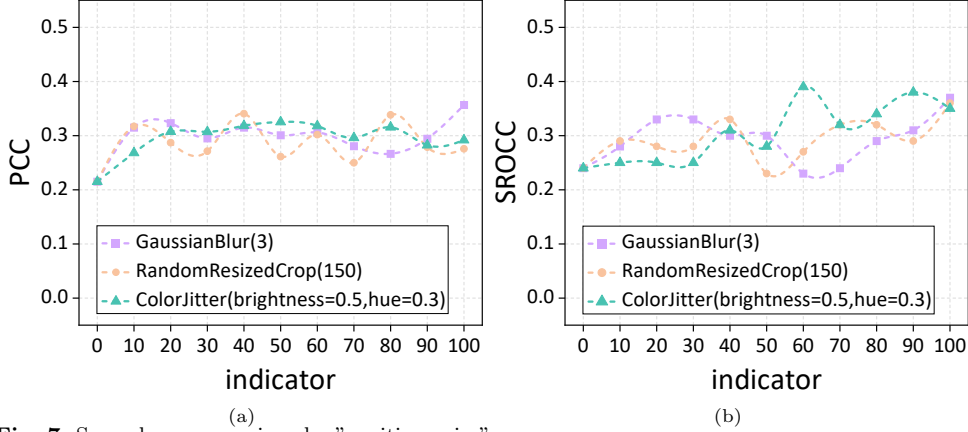 0.5
0.4
0.3
0.2
0.1
0.0
PCC
GaussianBlur(3)
RandomResizedCrop(150)
ColorJitter(brightness=0.5,hue=0.3)
0 10 20 30 40 50 60 70 80 90 100
indicator
(a)
0.5
0.4
0.3
0.2
0.1
0.0
SROCC
GaussianBlur(3)
RandomResizedCrop(150)
ColorJitter(brightness=0.5,hue=0.3)
0 10 20 30 40 50 60 70 80 90 100
indicator
(b)